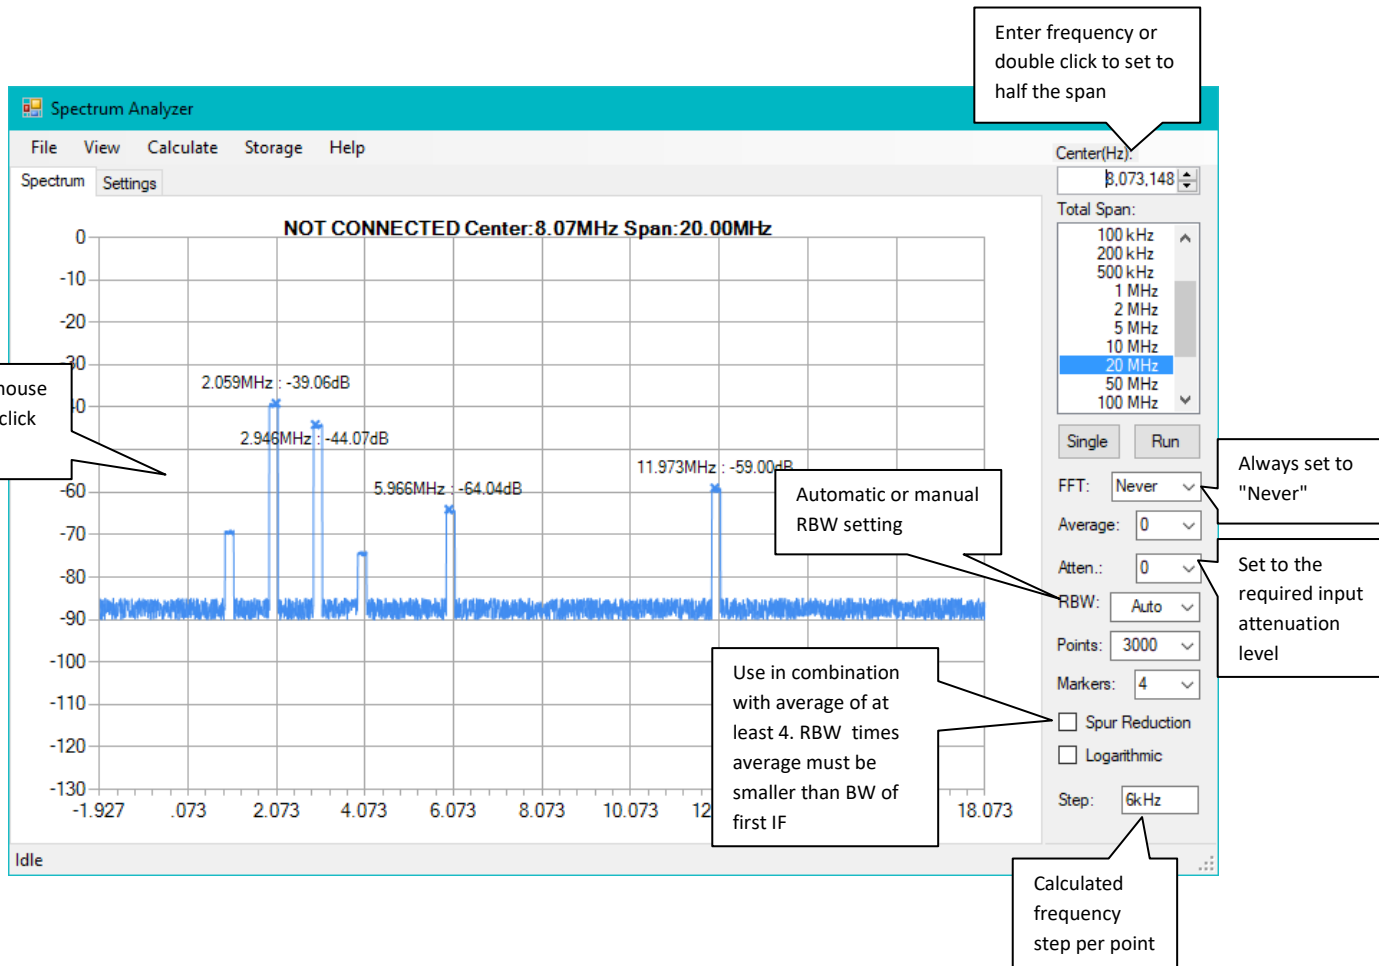 Enter frequency or
double click to set to
half the span
Spectrum Analyzer
File View Calculate Storage Help
Center(Hz):
Spectrum Settings
8,073,148
Total Span:
NOT CONNECTED Center:8.07MHz Span:20.00MHz
100 kHz
200 kHz
500 kHz
1 MHz
2 MHz
5 MHz
10 MHz
20 MHz
50 MHz
100 MHz
0
-10
-20
-30
-40
-60
-70
-80
-90
-100
-110
-120
-130
click
2.059MHz : -39.06dB
2.946MHz : -44.07dB
5.966MHz : -64.04dB
11.973MHz : -59.00dB
Single Run
FFT: Never
Always set to
"Never"
Automatic or manual
RBW setting
Average: 0
Atten.: 0
Set to the
required input
attenuation
level
RBW: Auto
Points: 3000
Markers: 4
Use in combination
with average of at
least 4. RBW times
average must be
smaller than BW of
first IF
Spur Reduction
Logarithmic
Step: 6kHz
-1.927 .073 2.073 4.073 6.073 8.073 10.073 12 18.073
Idle
Calculated
frequency
step per point